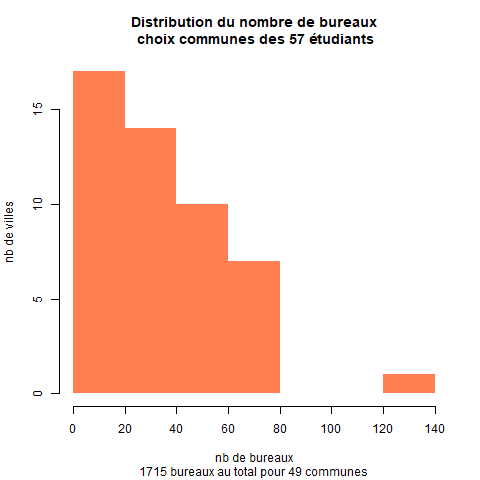 Distribution du nombre de bureaux
choix communes des 57 étudiants
nb de villes
15
10
5
0
0 20 40 60 80 100 120 140
nb de bureaux
1715 bureaux au total pour 49 communes